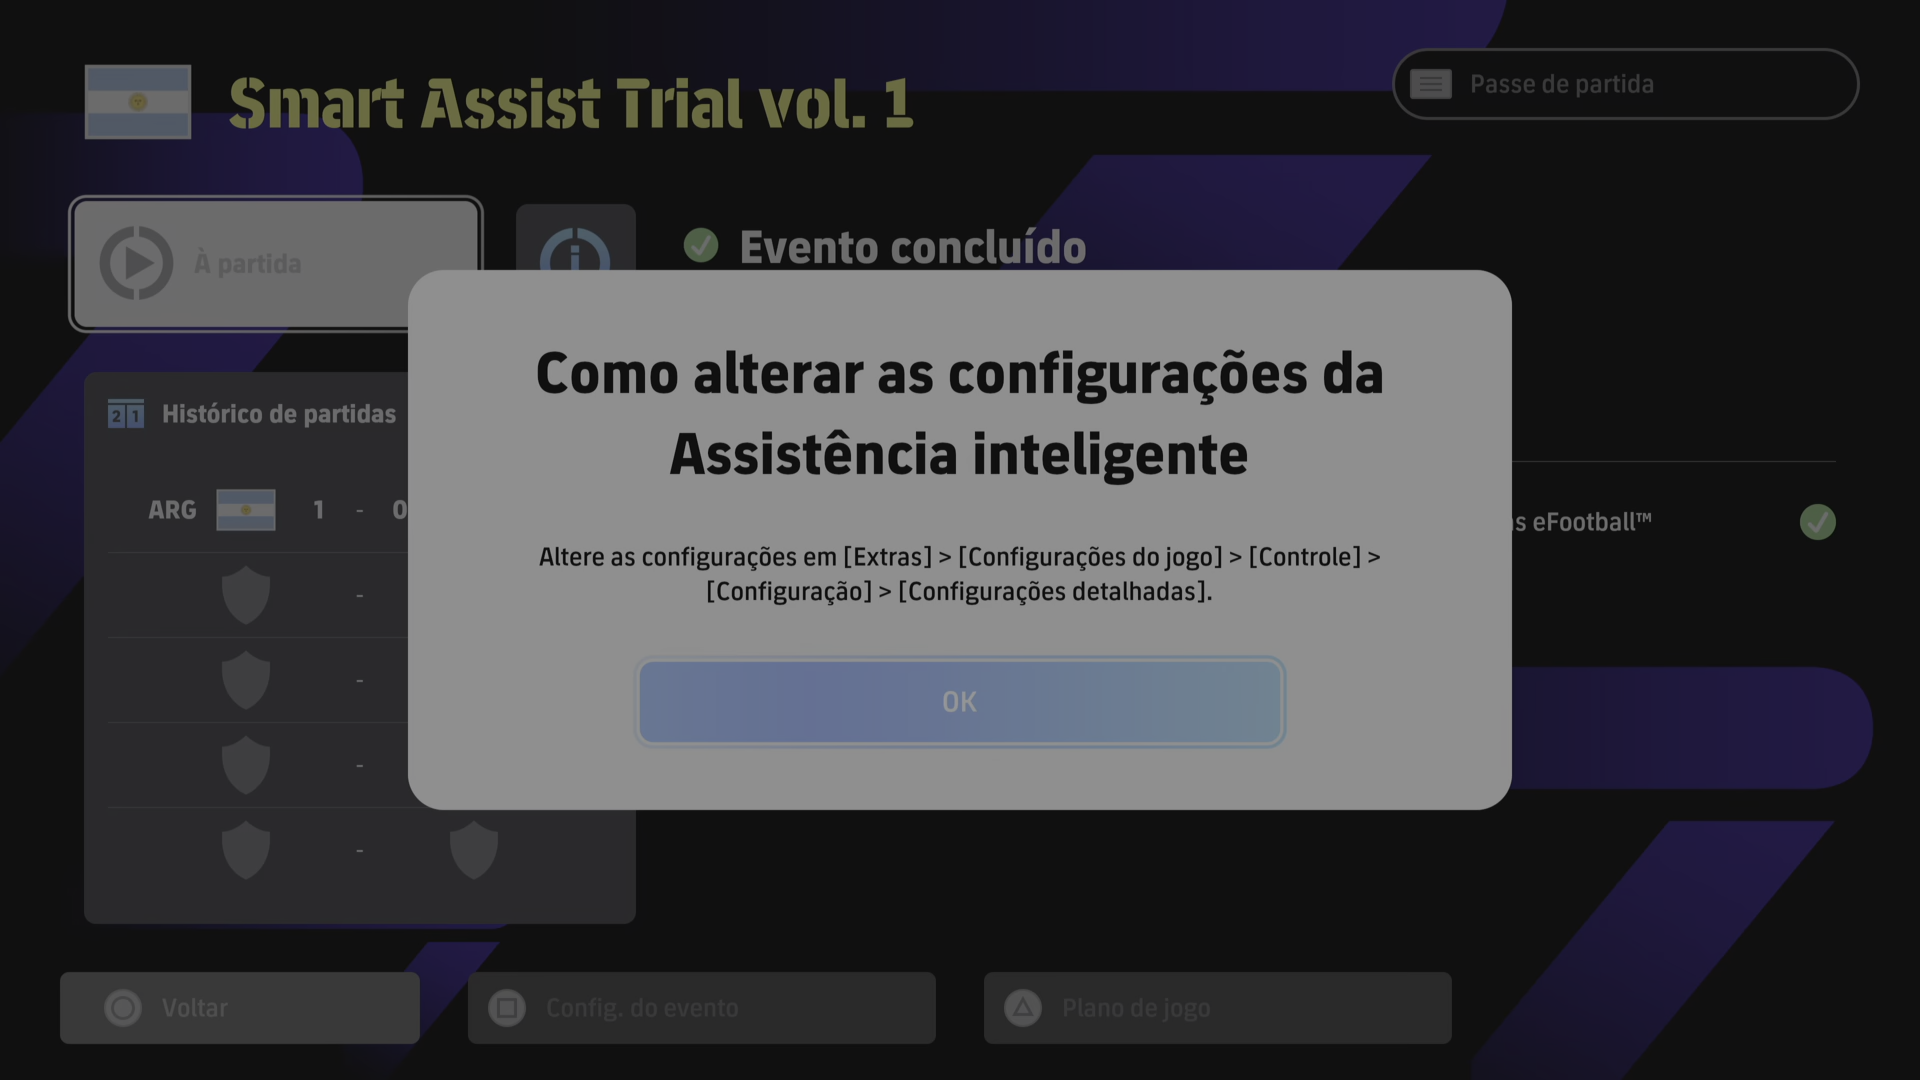 Smart Assist Trial vol. 1
Passe de partida
À partida
Evento concluído
Como alterar as configurações da
Assistência inteligente
Altere as configurações em [Extras] > [Configurações do jogo] > [Controle] >
[Configuração] > [Configurações detalhadas].
OK
21 Histórico de partidas
ARG 1 - 0
-
-
-
-
s eFootball™
Voltar
Config. do evento
Plano de jogo